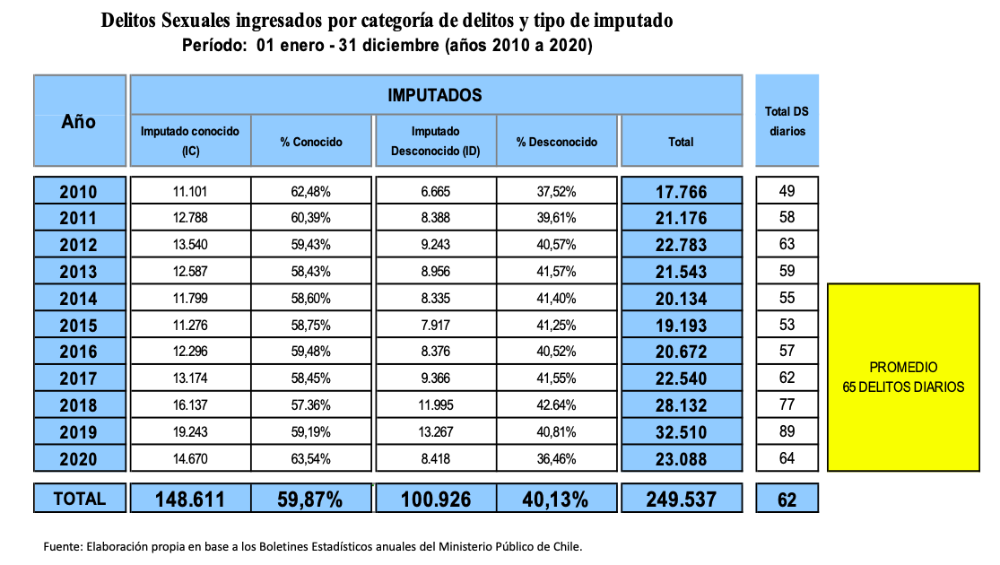 Delitos Sexuales ingresados por categoría de delitos y tipo de imputado
Período: 01 enero - 31 diciembre (años 2010 a 2020)
Año
IMPUTADOS
Imputado conocido
(IC)
% Conocido
Imputado
Desconocido (ID)
% Desconocido
Total
Total DS
diarios
2010 11.101 62,48% 6.665 37,52% 17.766 49
2011 12.788 60,39% 8.388 39,61% 21.176 58
2012 13.540 59,43% 9.243 40,57% 22.783 63
2013 12.587 58,43% 8.956 41,57% 21.543 59
2014 11.799 58,60% 8.335 41,40% 20.134 55
2015 11.276 58,75% 7.917 41,25% 19.193 53
2016 12.296 59,48% 8.376 40,52% 20.672 57
2017 13.174 58,45% 9.366 41,55% 22.540 62
2018 16.137 57.36% 11.995 42.64% 28.132 77
2019 19.243 59,19% 13.267 40,81% 32.510 89
2020 14.670 63,54% 8.418 36,46% 23.088 64
PROMEDIO
65 DELITOS DIARIOS
TOTAL 148.611 59,87% 100.926 40,13% 249.537 62
Fuente: Elaboración propia en base a los Boletines Estadísticos anuales del Ministerio Público de Chile.